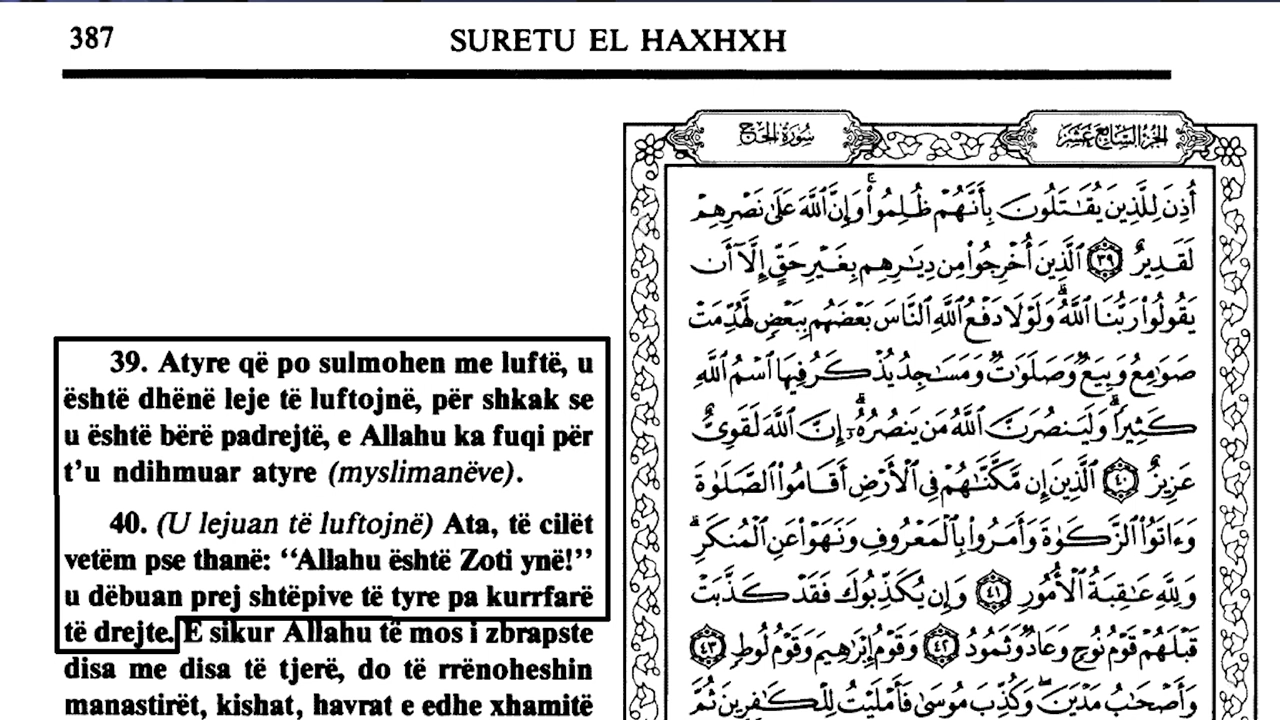 387
SURETU EL HAXHXH
39. Atyre që po sulmohen me luftë, u
është dhënë leje të luftojnë, për shkak se
u është bërë padrejtë, e Allahu ka fuqi për
t'u ndihmuar atyre (myslimanëve).
40. (U lejuan të luftojnë) Ata, të cilët
vetëm pse thanë: “Allahu është Zoti ynë!”
u dëbuan prej shtëpive të tyre pa kurrfarë
të drejte. E sikur Allahu të mos i zbrapste
disa me disa të tjerë, do të rrënoheshin
manastirët, kishat, havrat e edhe xhamitë
الجزء السابع عشر
سورة الحج
أُذِنَ لِلَّذِينَ يُقَٰتَلُونَ بِأَنَّهُمْ ظُلِمُوا۟ ۚ وَإِنَّ ٱللَّهَ عَلَىٰ نَصْرِهِمْ
لَقَدِيرٌ ٣٩ ٱلَّذِينَ أُخْرِجُوا۟ مِن دِيَٰرِهِم بِغَيْرِ حَقٍّ إِلَّآ أَن
يَقُولُوا۟ رَبُّنَا ٱللَّهُ ۗ وَلَوْلَا دَفْعُ ٱللَّهِ ٱلنَّاسَ بَعْضَهُم بِبَعْضٍ لَّهُدِّمَتْ
صَوَٰمِعُ وَبِيَعٌ وَصَلَوَٰتٌ وَمَسَٰجِدُ يُذْكَرُ فِيهَا ٱسْمُ ٱللَّهِ
كَثِيرًا ۗ وَلَيَنصُرَنَّ ٱللَّهُ مَن يَنصُرُهُۥٓ ۗ إِنَّ ٱللَّهَ لَقَوِىٌّ
عَزِيزٌ ٤٠ ٱلَّذِينَ إِن مَّكَّنَّٰهُمْ فِى ٱلْأَرْضِ أَقَامُوا۟ ٱلصَّلَوٰةَ
وَءَاتَوُا۟ ٱلزَّكَوٰةَ وَأَمَرُوا۟ بِٱلْمَعْرُوفِ وَنَهَوْا۟ عَنِ ٱلْمُنكَرِ ۗ
وَلِلَّهِ عَٰقِبَةُ ٱلْأُمُورِ ٤١ وَإِن يُكَذِّبُوكَ فَقَدْ كَذَّبَتْ
قَبْلَهُمْ قَوْمُ نُوحٍ وَعَادٌ وَثَمُودُ ٤٢ وَقَوْمُ إِبْرَٰهِيمَ وَقَوْمُ لُوطٍ ٤٣
وَأَصْحَٰبُ مَدْيَنَ ۖ وَكُذِّبَ مُوسَىٰ فَأَمْلَيْتُ لِلْكَٰفِرِينَ ثُمَّ